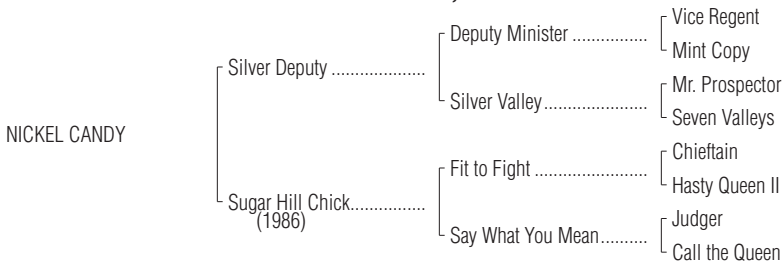 Vice Regent
Deputy Minister ................
Mint Copy
Silver Deputy ....................
Mr. Prospector
Silver Valley......................
Seven Valleys
NICKEL CANDY
Chieftain
Fit to Fight ........................
Hasty Queen II
Sugar Hill Chick................
(1986)
Judger
Say What You Mean..........
Call the Queen